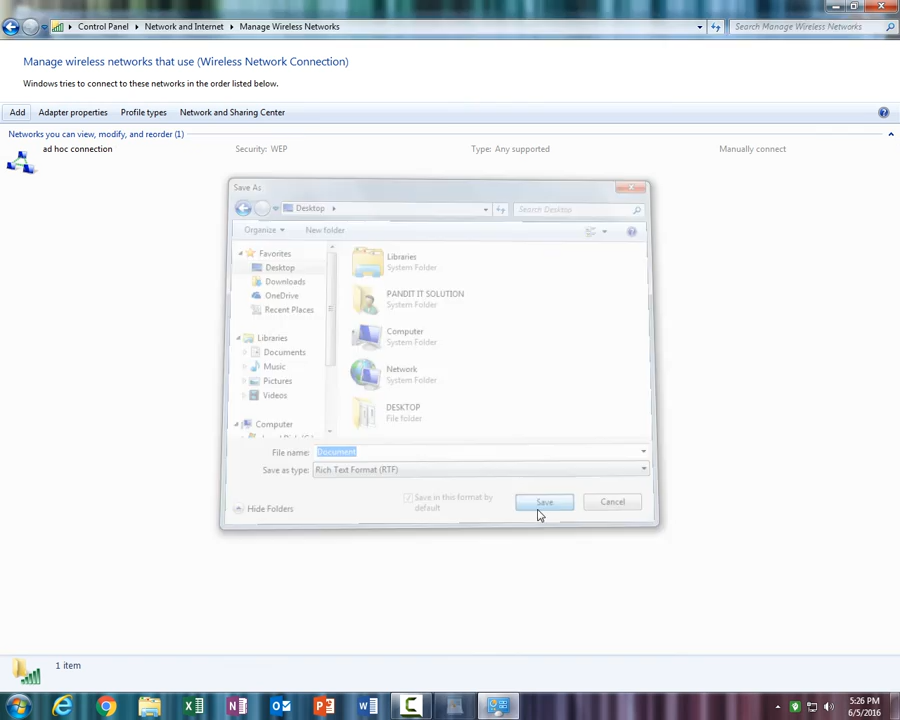 Control Panel Network and Internet Manage Wireless Networks
Search Manage Wireless Networks
Manage wireless networks that use (Wireless Network Connection)
Windows tries to connect to these networks in the order listed below.
Add Adapter properties Profile types Network and Sharing Center
Networks you can view, modify, and reorder (1)
ad hoc connection Security: WEP Type: Any supported Manually connect
Save As
Desktop
Search Desktop
Organize New folder
Favorites
Desktop
Downloads
OneDrive
Recent Places
Libraries
Documents
Music
Pictures
Videos
Computer
Libraries
System Folder
PANDIT IT SOLUTION
System Folder
Computer
System Folder
Network
System Folder
DESKTOP
File folder
File name: Document
Save as type: Rich Text Format (RTF)
Save in this format by
default
Hide Folders
Save
Cancel
1 item
5:26 PM
6/5/2016